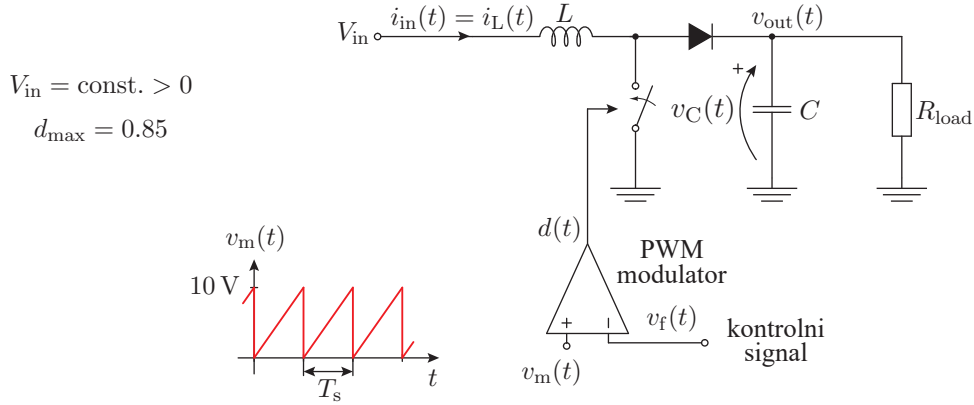 V_in
i_in(t) = i_L(t)
L
v_out(t)
V_in = const. > 0
d_max = 0.85
+
v_C(t)
C
R_load
d(t)
PWM
modulator
v_m(t)
10 V
+
−
v_f(t)
kontrolni
signal
v_m(t)
T_s
t